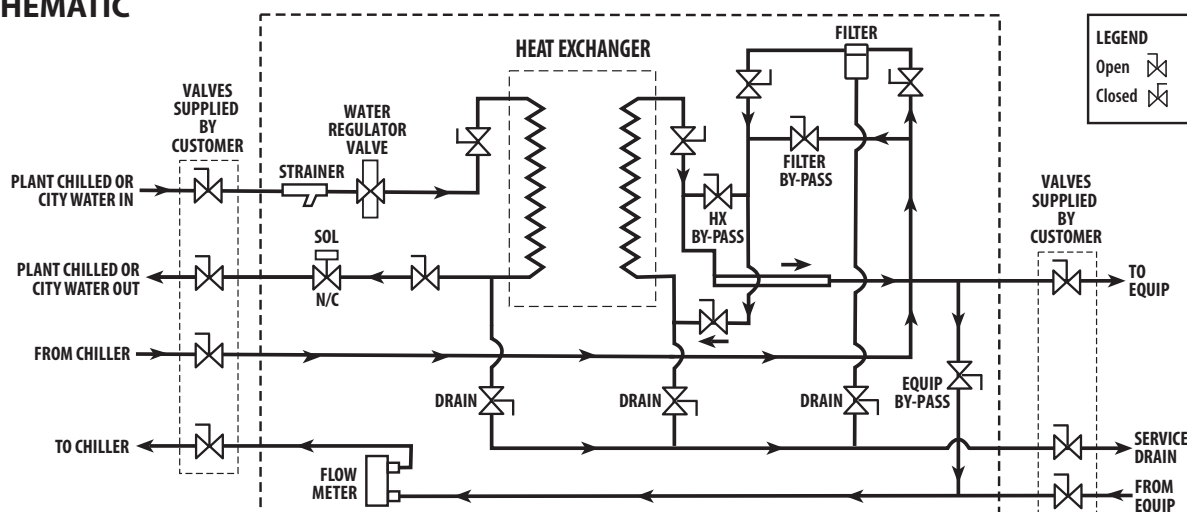 HEMATIC
HEAT EXCHANGER
FILTER
LEGEND
Open
Closed
VALVES
SUPPLIED
BY
CUSTOMER
WATER
REGULATOR
VALVE
STRAINER
PLANT CHILLED OR
CITY WATER IN
FILTER
BY-PASS
HX
BY-PASS
VALVES
SUPPLIED
BY
CUSTOMER
SOL
N/C
PLANT CHILLED OR
CITY WATER OUT
TO
EQUIP
FROM CHILLER
DRAIN
DRAIN
DRAIN
EQUIP
BY-PASS
TO CHILLER
FLOW
METER
SERVICE
DRAIN
FROM
EQUIP